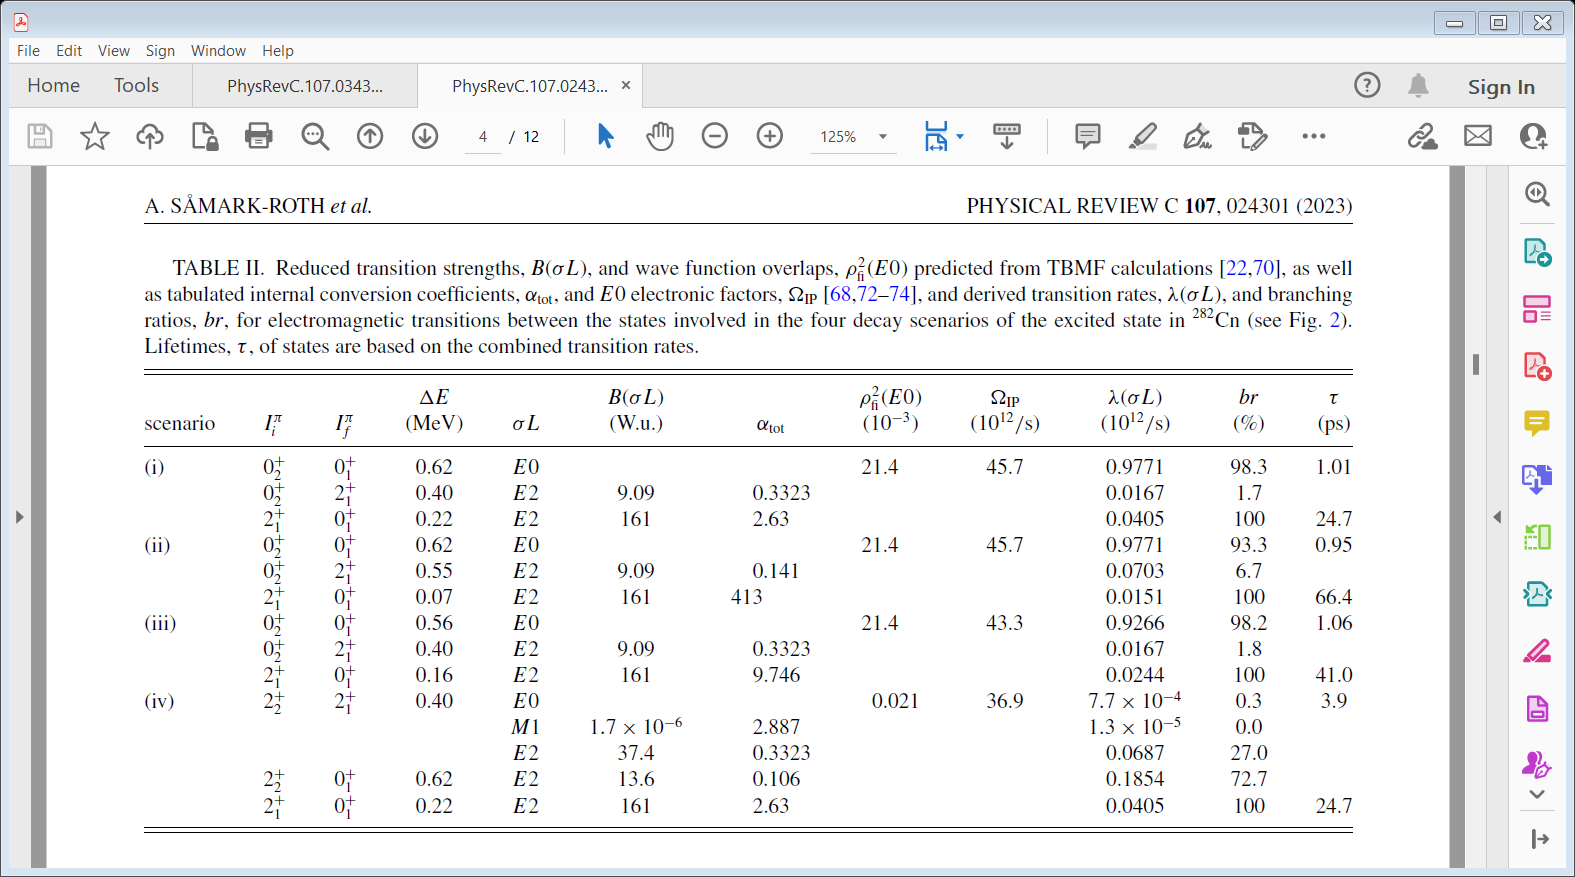 File Edit View Sign Window Help
Home Tools PhysRevC.107.0343... PhysRevC.107.0243... × Sign In
4 / 12 125%
A. SÅMARK-ROTH et al. PHYSICAL REVIEW C 107, 024301 (2023)
TABLE II. Reduced transition strengths, B(σL), and wave function overlaps, ρ²fi(E0) predicted from TBMF calculations [22,70], as well
as tabulated internal conversion coefficients, αtot, and E0 electronic factors, ΩIP [68,72–74], and derived transition rates, λ(σL), and branching
ratios, br, for electromagnetic transitions between the states involved in the four decay scenarios of the excited state in ²⁸²Cn (see Fig. 2).
Lifetimes, τ, of states are based on the combined transition rates.
ΔE B(σL) ρ²fi(E0) ΩIP λ(σL) br τ
scenario Iπi Iπf (MeV) σL (W.u.) αtot (10⁻³) (10¹²/s) (10¹²/s) (%) (ps)
(i) 0⁺₂ 0⁺₁ 0.62 E0 21.4 45.7 0.9771 98.3 1.01
0⁺₂ 2⁺₁ 0.40 E2 9.09 0.3323 0.0167 1.7
2⁺₁ 0⁺₁ 0.22 E2 161 2.63 0.0405 100 24.7
(ii) 0⁺₂ 0⁺₁ 0.62 E0 21.4 45.7 0.9771 93.3 0.95
0⁺₂ 2⁺₁ 0.55 E2 9.09 0.141 0.0703 6.7
2⁺₁ 0⁺₁ 0.07 E2 161 413 0.0151 100 66.4
(iii) 0⁺₂ 0⁺₁ 0.56 E0 21.4 43.3 0.9266 98.2 1.06
0⁺₂ 2⁺₁ 0.40 E2 9.09 0.3323 0.0167 1.8
2⁺₁ 0⁺₁ 0.16 E2 161 9.746 0.0244 100 41.0
(iv) 2⁺₂ 2⁺₁ 0.40 E0 0.021 36.9 7.7 × 10⁻⁴ 0.3 3.9
M1 1.7 × 10⁻⁶ 2.887 1.3 × 10⁻⁵ 0.0
E2 37.4 0.3323 0.0687 27.0
2⁺₂ 0⁺₁ 0.62 E2 13.6 0.106 0.1854 72.7
2⁺₁ 0⁺₁ 0.22 E2 161 2.63 0.0405 100 24.7